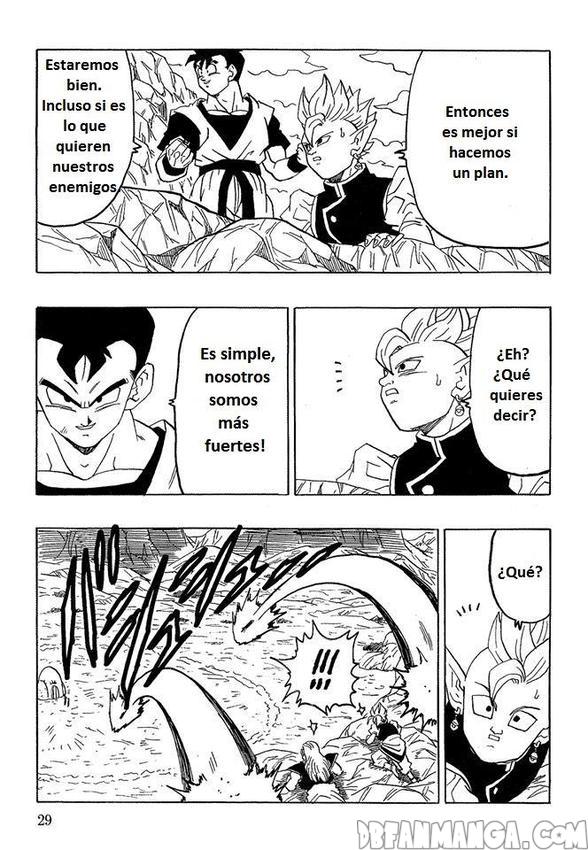 Entonces
es mejor si
hacemos
un plan.
Estaremos
bien.
Incluso si es
lo que
quieren
nuestros
enemigos
¿Eh?
¿Qué
quieres
decir?
Es simple,
nosotros
somos
más
fuertes!
¿Qué?
!!!
29
DBFANMANGA.COM